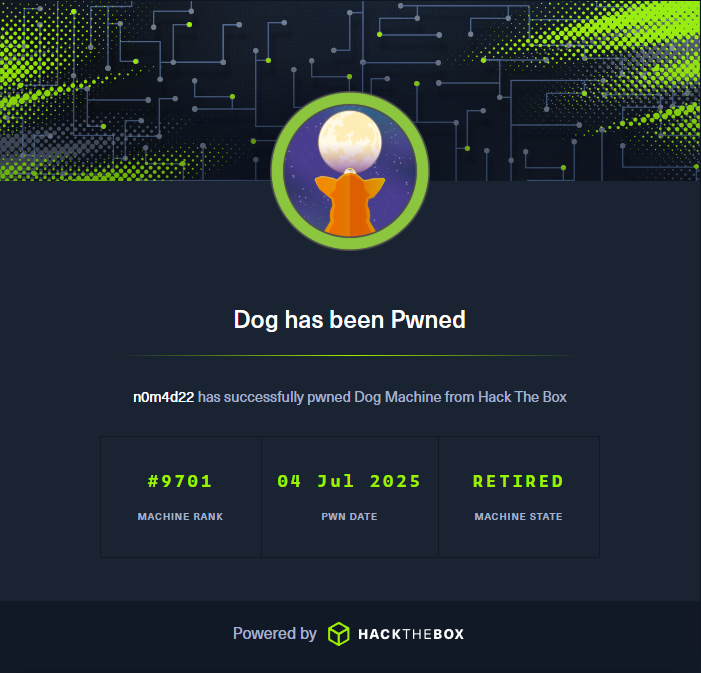 Dog has been Pwned
n0m4d22 has successfully pwned Dog Machine from Hack The Box
#9701 04 Jul 2025 RETIRED
MACHINE RANK PWN DATE MACHINE STATE
Powered by HACKTHEBOX